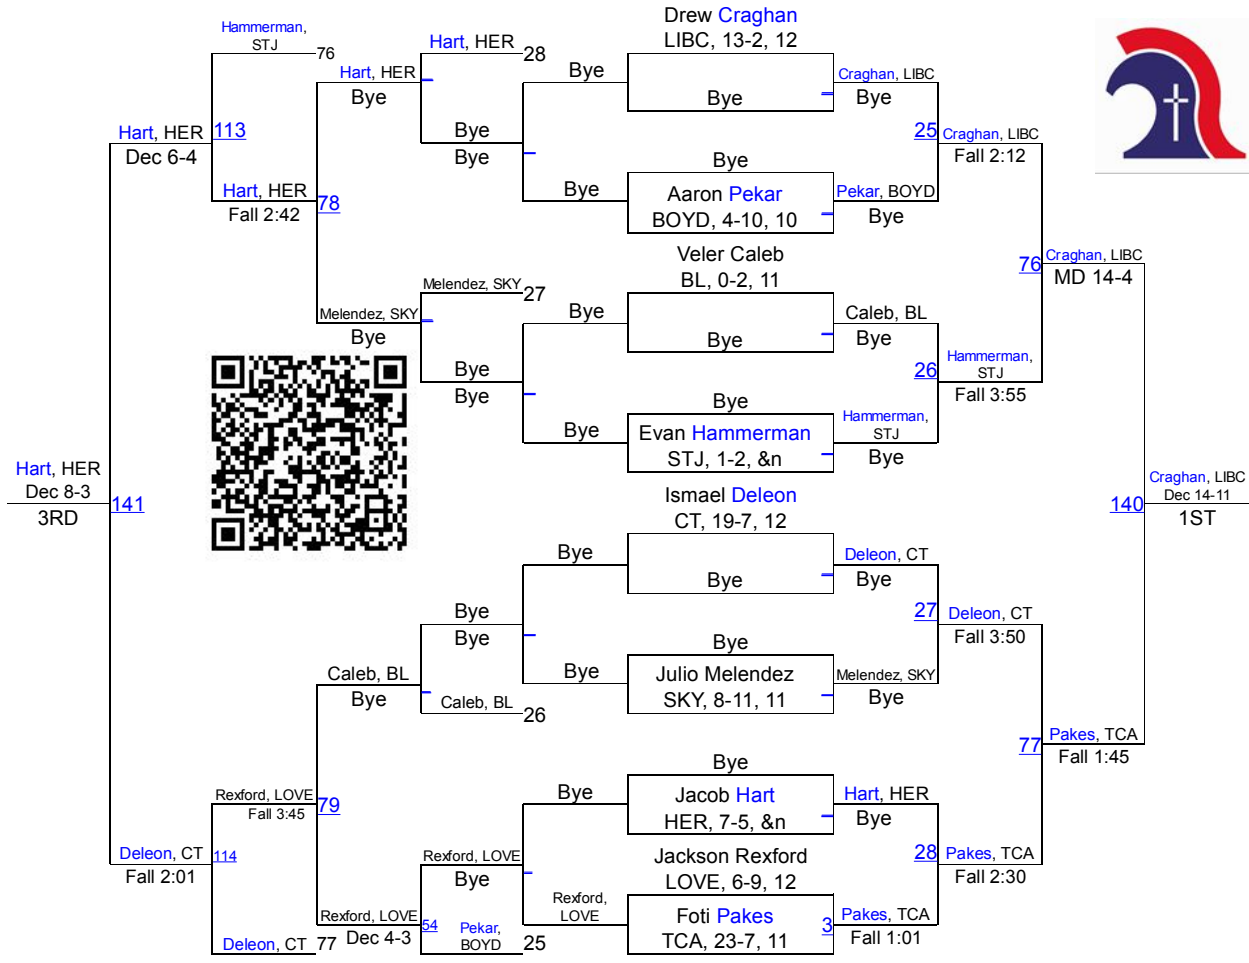 Drew Craghan
LIBC, 13-2, 12
Hammerman,
STJ
76
Hart, HER
28
Hart, HER
Bye
Bye
Bye
Craghan, LIBC
Bye
Hart, HER
Dec 6-4
113
Bye
Bye
25
Craghan, LIBC
Fall 2:12
Hart, HER
Fall 2:42
78
Bye
Bye
Aaron Pekar
BOYD, 4-10, 10
Pekar, BOYD
Bye
Veler Caleb
BL, 0-2, 11
76
Craghan, LIBC
MD 14-4
Melendez, SKY
27
Melendez, SKY
Bye
Bye
Bye
Caleb, BL
Bye
Bye
Bye
26
Hammerman,
STJ
Fall 3:55
Bye
Bye
Evan Hammerman
STJ, 1-2, &n
Hammerman,
STJ
Bye
Hart, HER
Dec 8-3
3RD
141
Ismael Deleon
CT, 19-7, 12
140
Craghan, LIBC
Dec 14-11
1ST
Bye
Bye
Deleon, CT
Bye
Bye
Bye
27
Deleon, CT
Fall 3:50
Caleb, BL
Bye
Bye
Bye
Julio Melendez
SKY, 8-11, 11
Melendez, SKY
Bye
Caleb, BL
26
77
Pakes, TCA
Fall 1:45
Rexford, LOVE
Fall 3:45
79
Bye
Bye
Jacob Hart
HER, 7-5, &n
Hart, HER
Bye
Deleon, CT
Fall 2:01
114
Rexford, LOVE
Bye
Jackson Rexford
LOVE, 6-9, 12
28
Pakes, TCA
Fall 2:30
Rexford, LOVE
Dec 4-3
54
Pekar,
BOYD
25
Rexford,
LOVE
Foti Pakes
TCA, 23-7, 11
3
Pakes, TCA
Fall 1:01
Deleon, CT
77